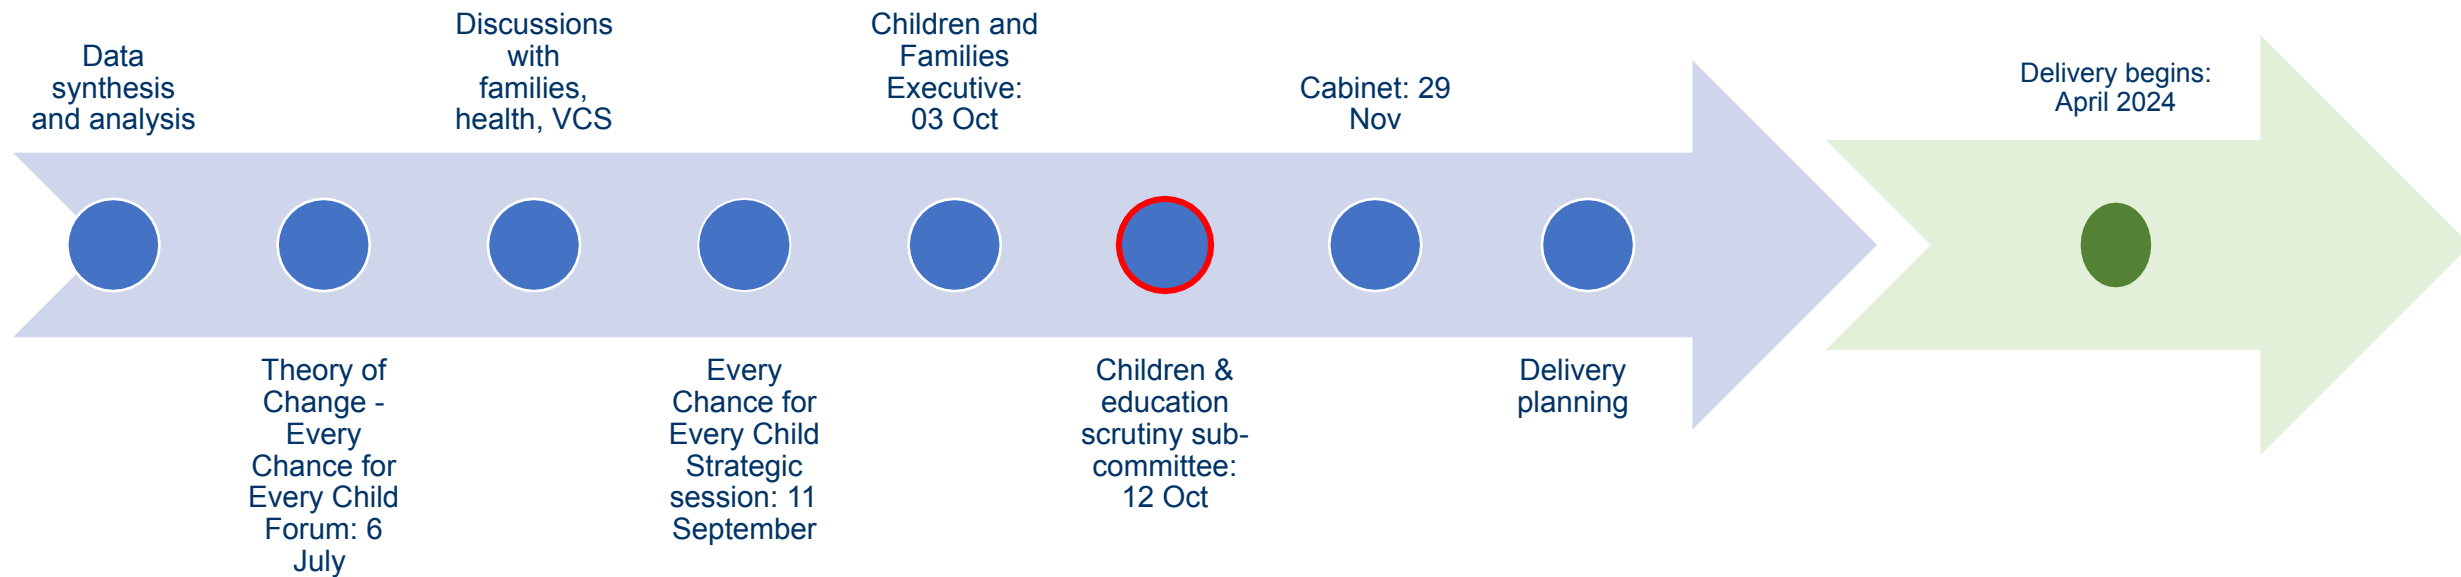 Data
synthesis
and analysis
Theory of
Change -
Every
Chance for
Every Child
Forum: 6
July
Discussions
with
families,
health, VCS
Every
Chance for
Every Child
Strategic
session: 11
September
Children and
Families
Executive:
03 Oct
Children &
education
scrutiny sub-
committee:
12 Oct
Cabinet: 29
Nov
Delivery
planning
Delivery begins:
April 2024